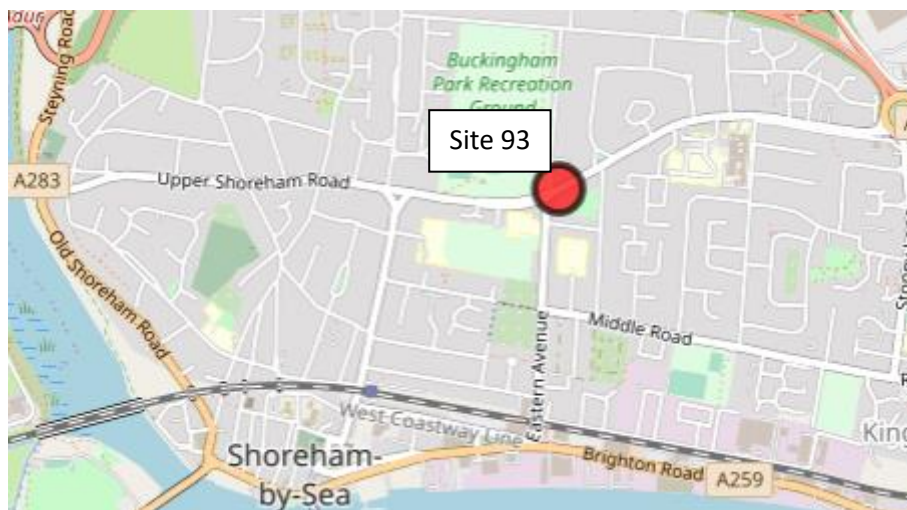 Steyning Road
Buckingham
Park Recreation
Ground
Site 93
A283
Upper Shoreham Road
Old Shoreham Road
Middle Road
Eastern Avenue
West Coastway Line
Shoreham-
by-Sea
Brighton Road
A259